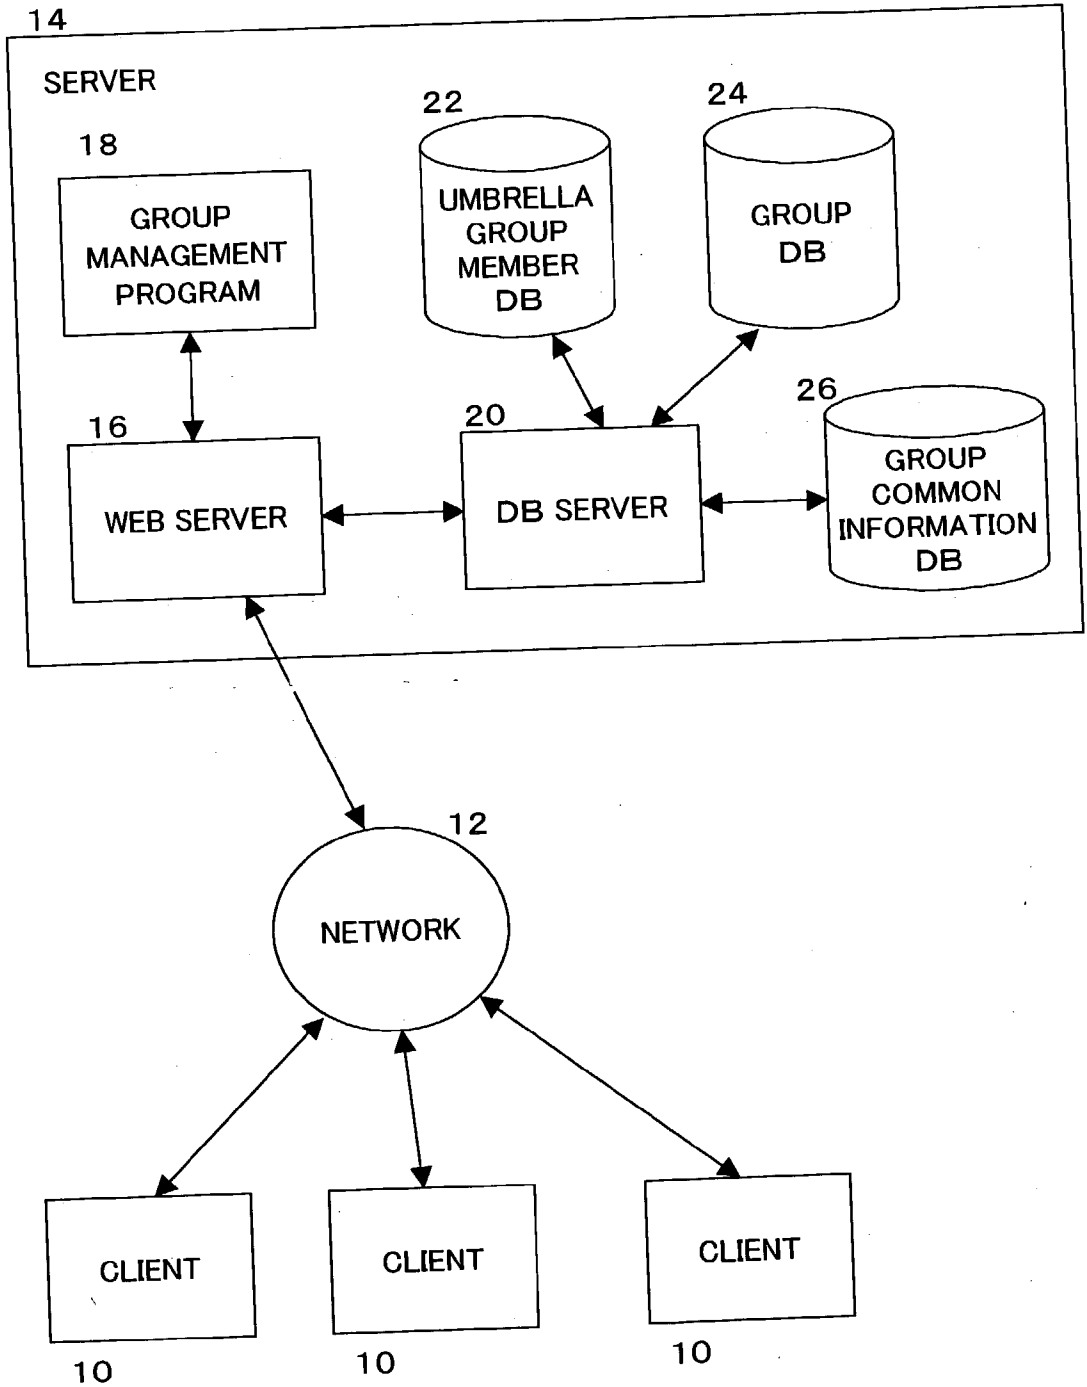 14
SERVER
18
GROUP
MANAGEMENT
PROGRAM
22
UMBRELLA
GROUP
MEMBER
DB
24
GROUP
DB
16
WEB SERVER
20
DB SERVER
26
GROUP
COMMON
INFORMATION
DB
12
NETWORK
CLIENT
10
CLIENT
10
CLIENT
10